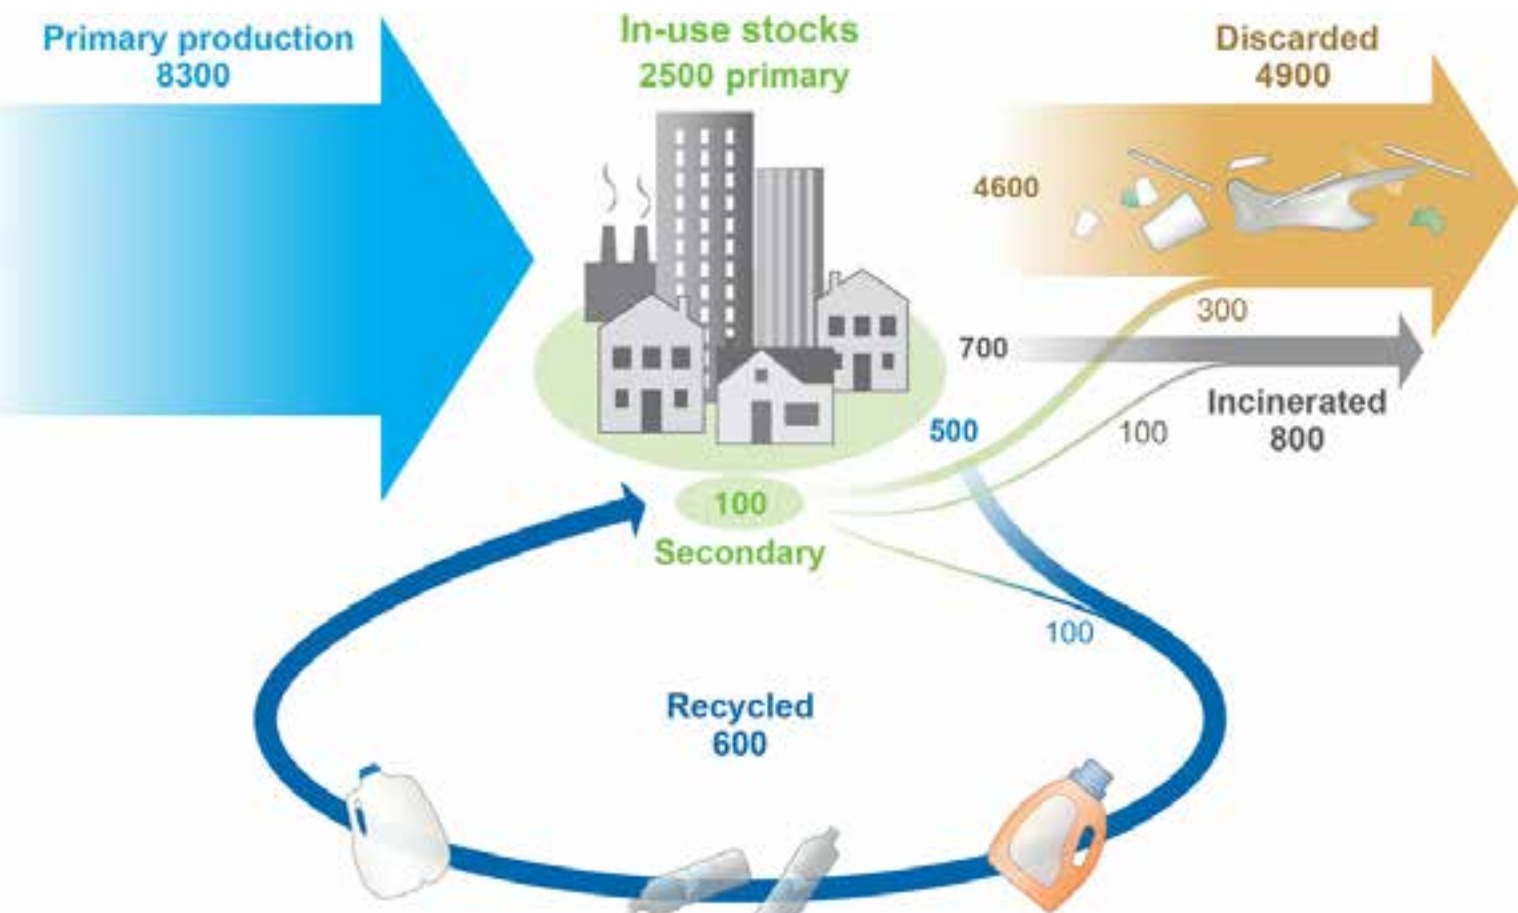 Primary production
8300
In-use stocks
2500 primary
Discarded
4900
4600
300
700
Incinerated
800
500
100
100
Secondary
100
Recycled
600